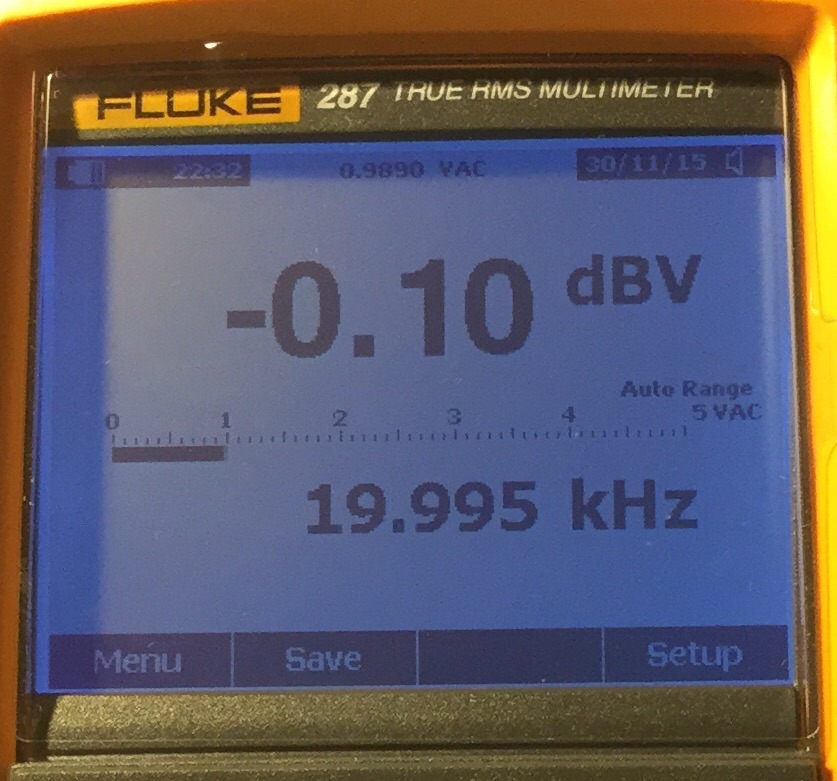 FLUKE 287 TRUE RMS MULTIMETER
22:32 0.9890 VAC 30/11/15
-0.10 dBV
Auto Range
0 1 2 3 4 5 VAC
19.995 kHz
Menu Save Setup